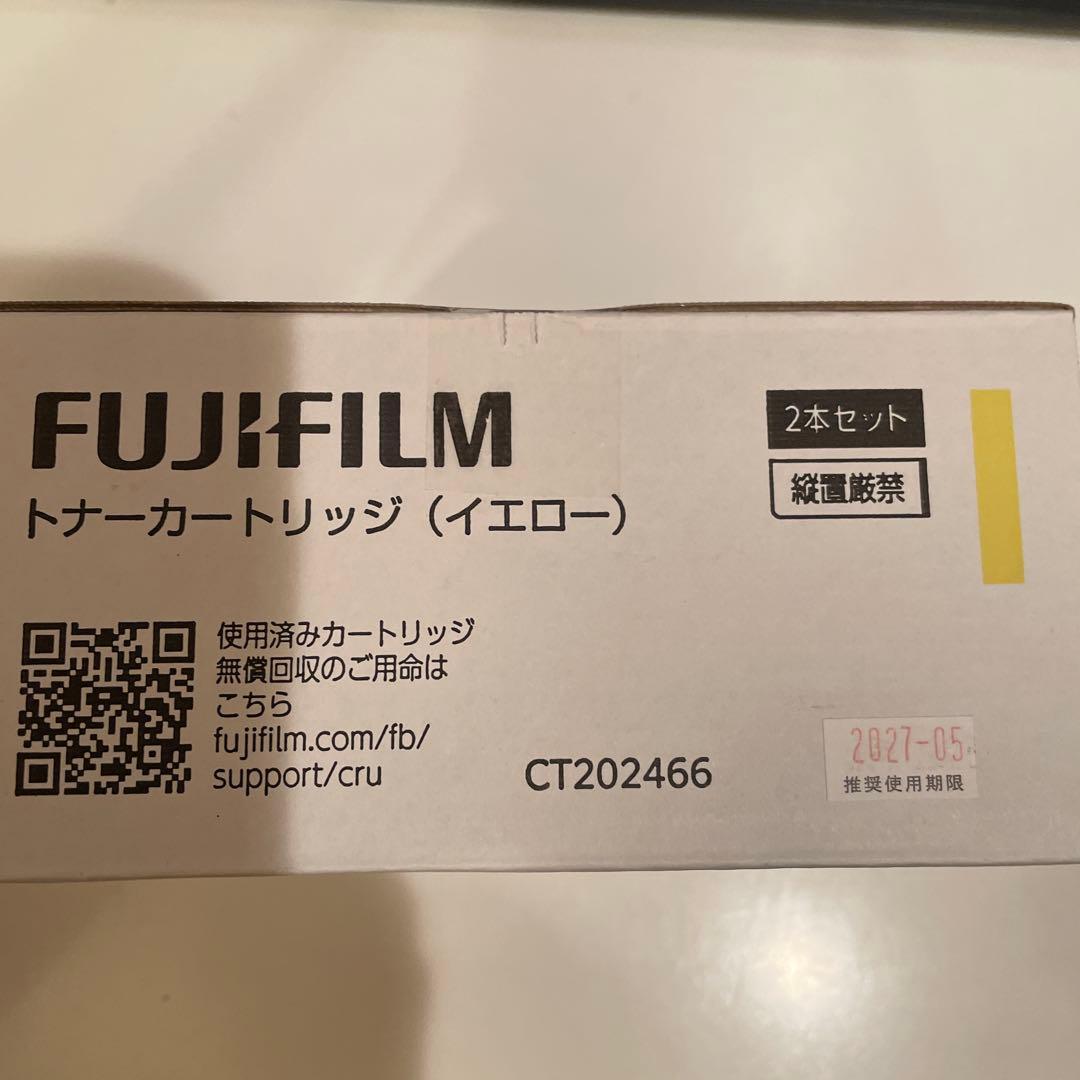 FUJIFILM
トナーカートリッジ（イエロー）
2本セット
縦置厳禁
使用済みカートリッジ
無償回収のご用命は
こちら
fujifilm.com/fb/
support/cru
CT202466
2027-05
推奨使用期限